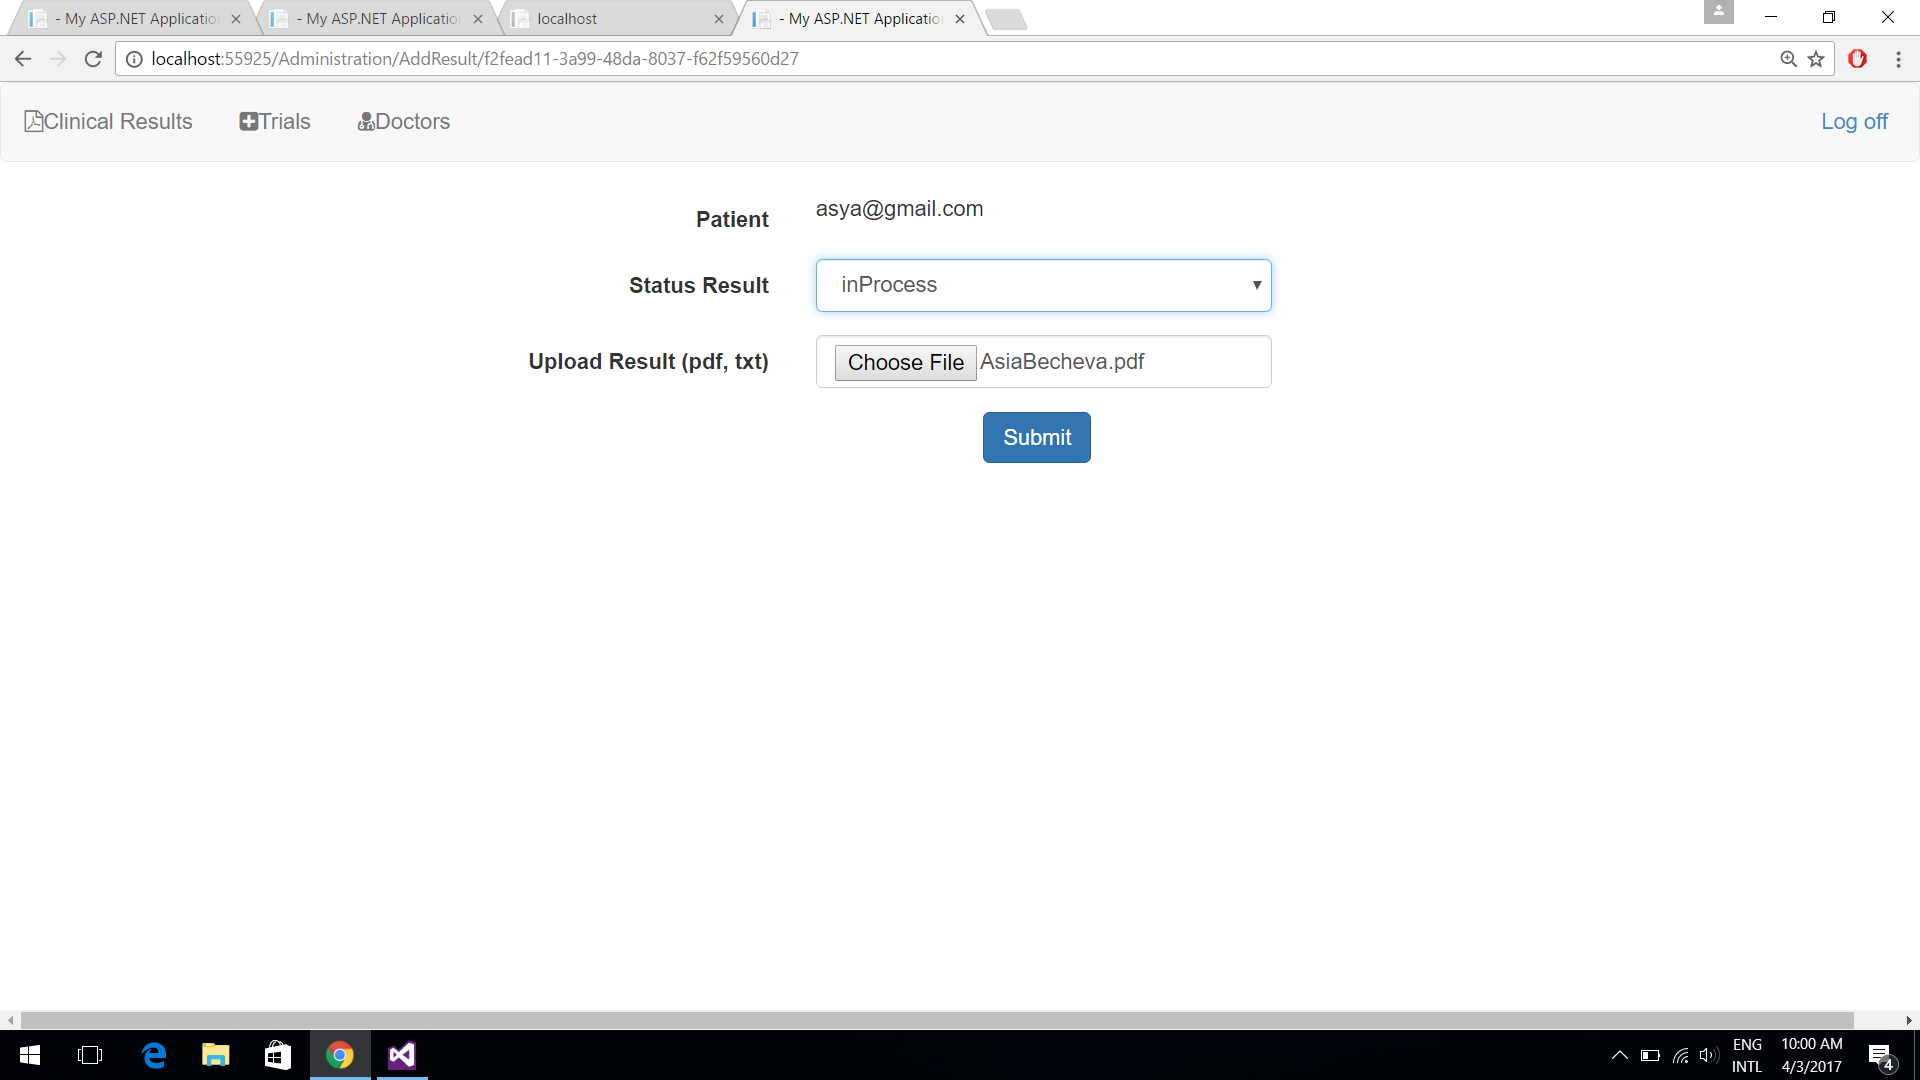 - My ASP.NET Applicatio
- My ASP.NET Applicatio
localhost
- My ASP.NET Applicatio
localhost:55925/Administration/AddResult/f2fead11-3a99-48da-8037-f62f59560d27
Clinical Results Trials Doctors Log off
Patient asya@gmail.com
Status Result inProcess
Upload Result (pdf, txt) Choose File AsiaBecheva.pdf
Submit
ENG 10:00 AM
INTL 4/3/2017
4